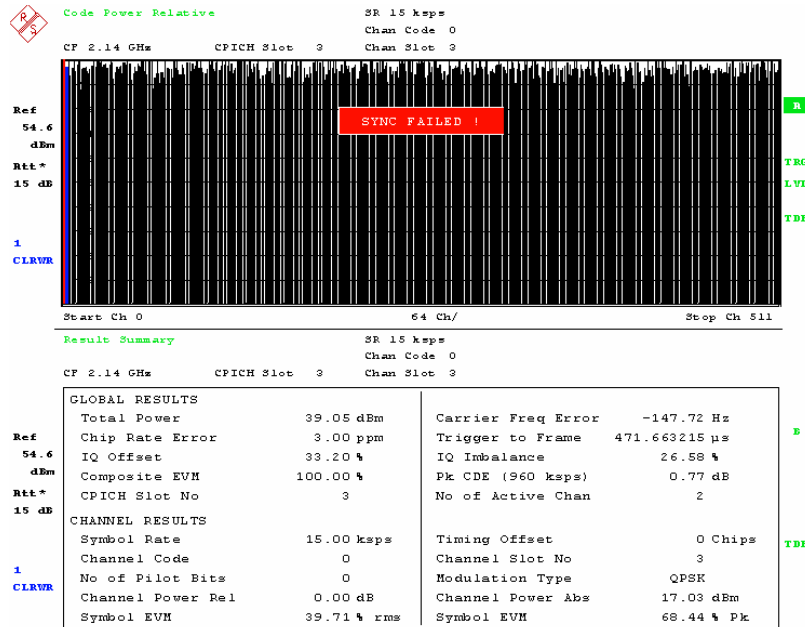 R S
Code Power Relative SR 15 ksps
Chan Code 0
CF 2.14 GHz CPICH Slot 3 Chan Slot 3
Ref
54.6
dBm
Att*
15 dB
1
CLRWR
SYNC FAILED !
R
TRG
LVL
Start Ch 0 64 Ch/ Stop Ch 511
Result Summary SR 15 ksps
Chan Code 0
CF 2.14 GHz CPICH Slot 3 Chan Slot 3
GLOBAL RESULTS
Total Power 39.05 dBm Carrier Freq Error -147.72 Hz
Chip Rate Error 3.00 ppm Trigger to Frame 471.663215 µs
IQ Offset 33.20 % IQ Imbalance 26.58 %
Composite EVM 100.00 % Pk CDE (960 ksps) 0.77 dB
CPICH Slot No 3 No of Active Chan 2
CHANNEL RESULTS
Symbol Rate 15.00 ksps Timing Offset 0 Chips
Channel Code 0 Channel Slot No 3
No of Pilot Bits 0 Modulation Type QPSK
Channel Power Rel 0.00 dB Channel Power Abs 17.03 dBm
Symbol EVM 39.71 % rms Symbol EVM 68.44 % Pk
Ref
54.6
dBm
Att*
15 dB
1
CLRWR
B